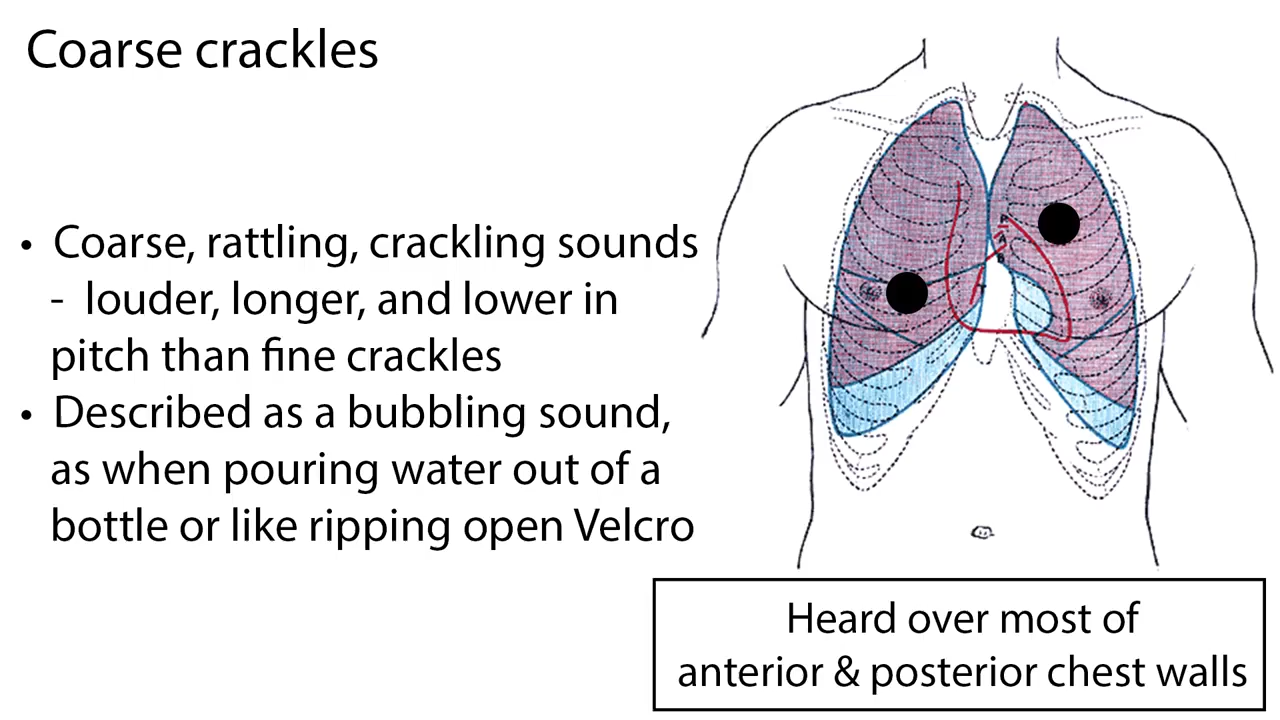 Coarse crackles
• Coarse, rattling, crackling sounds
- louder, longer, and lower in
pitch than fine crackles
• Described as a bubbling sound,
as when pouring water out of a
bottle or like ripping open Velcro
Heard over most of
anterior & posterior chest walls